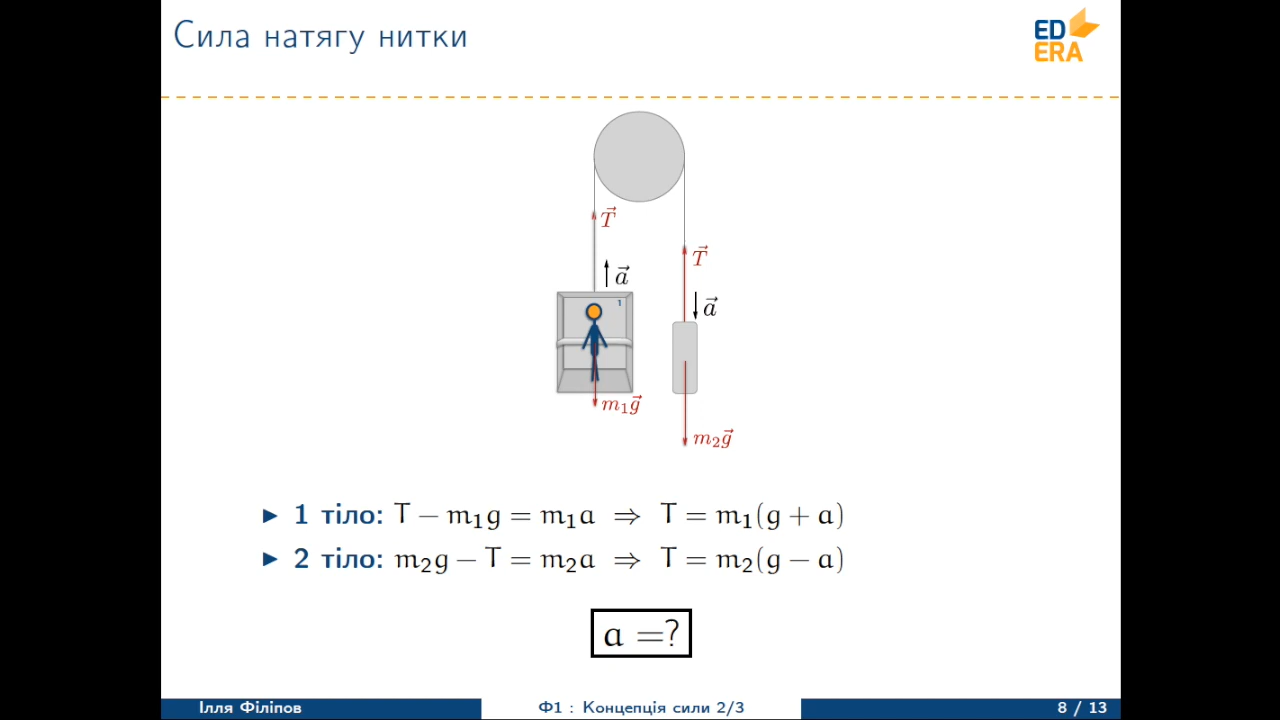 Сила натягу нитки
ED
ERA
T⃗
T⃗
a⃗
a⃗
1
m₁g⃗
m₂g⃗
▶ 1 тіло: T − m₁g = m₁a ⇒ T = m₁(g + a)
▶ 2 тіло: m₂g − T = m₂a ⇒ T = m₂(g − a)
a =?
Ілля Філіпов
Ф1 : Концепція сили 2/3
8 / 13